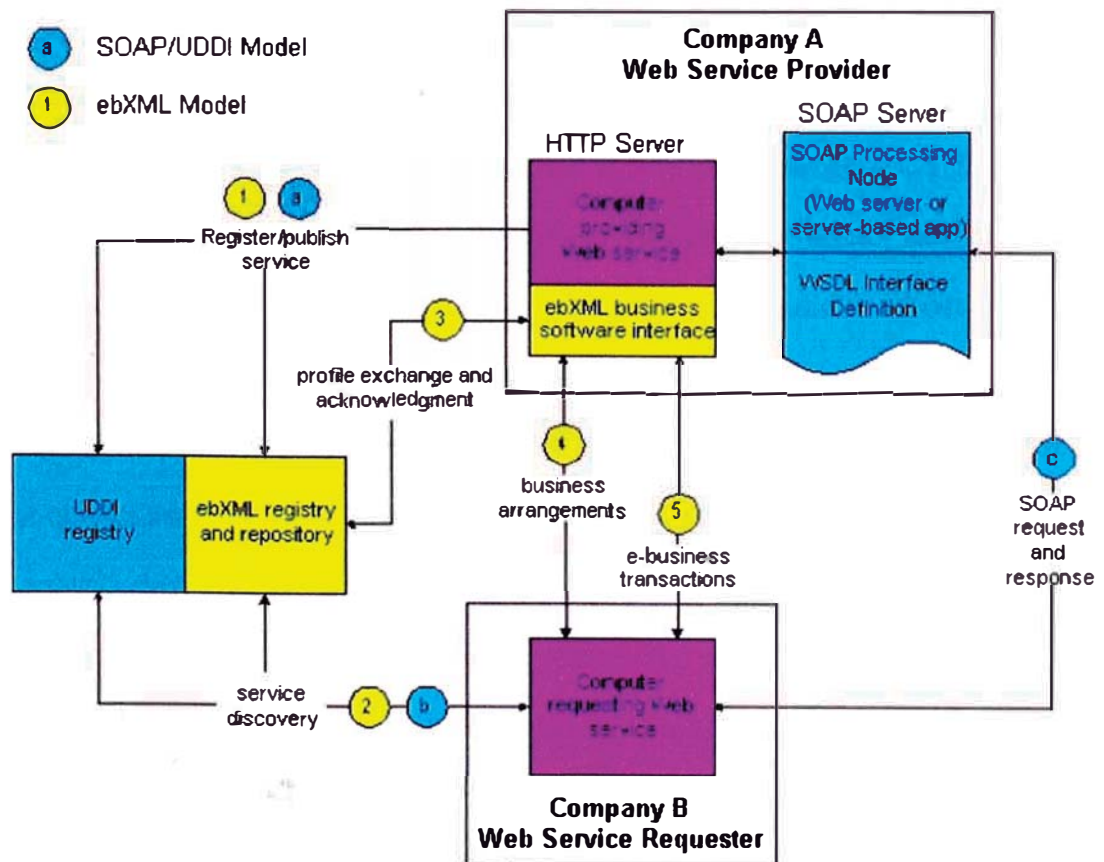 a SOAP/UDDI Model
1 ebXML Model
Company A
Web Service Provider
HTTP Server
SOAP Server
Computer
providing
Web service
ebXML business
software interface
SOAP Processing
Node
(Web server or
server-based app)
WSDL Interface
Definition
1 a
Register/publish
service
3
profile exchange and
acknowledgment
UDDI
registry
ebXML registry
and repository
4
business
arrangements
5
e-business
transactions
c
SOAP
request
and
response
service
discovery
2 b
Computer
requesting Web
service
Company B
Web Service Requester